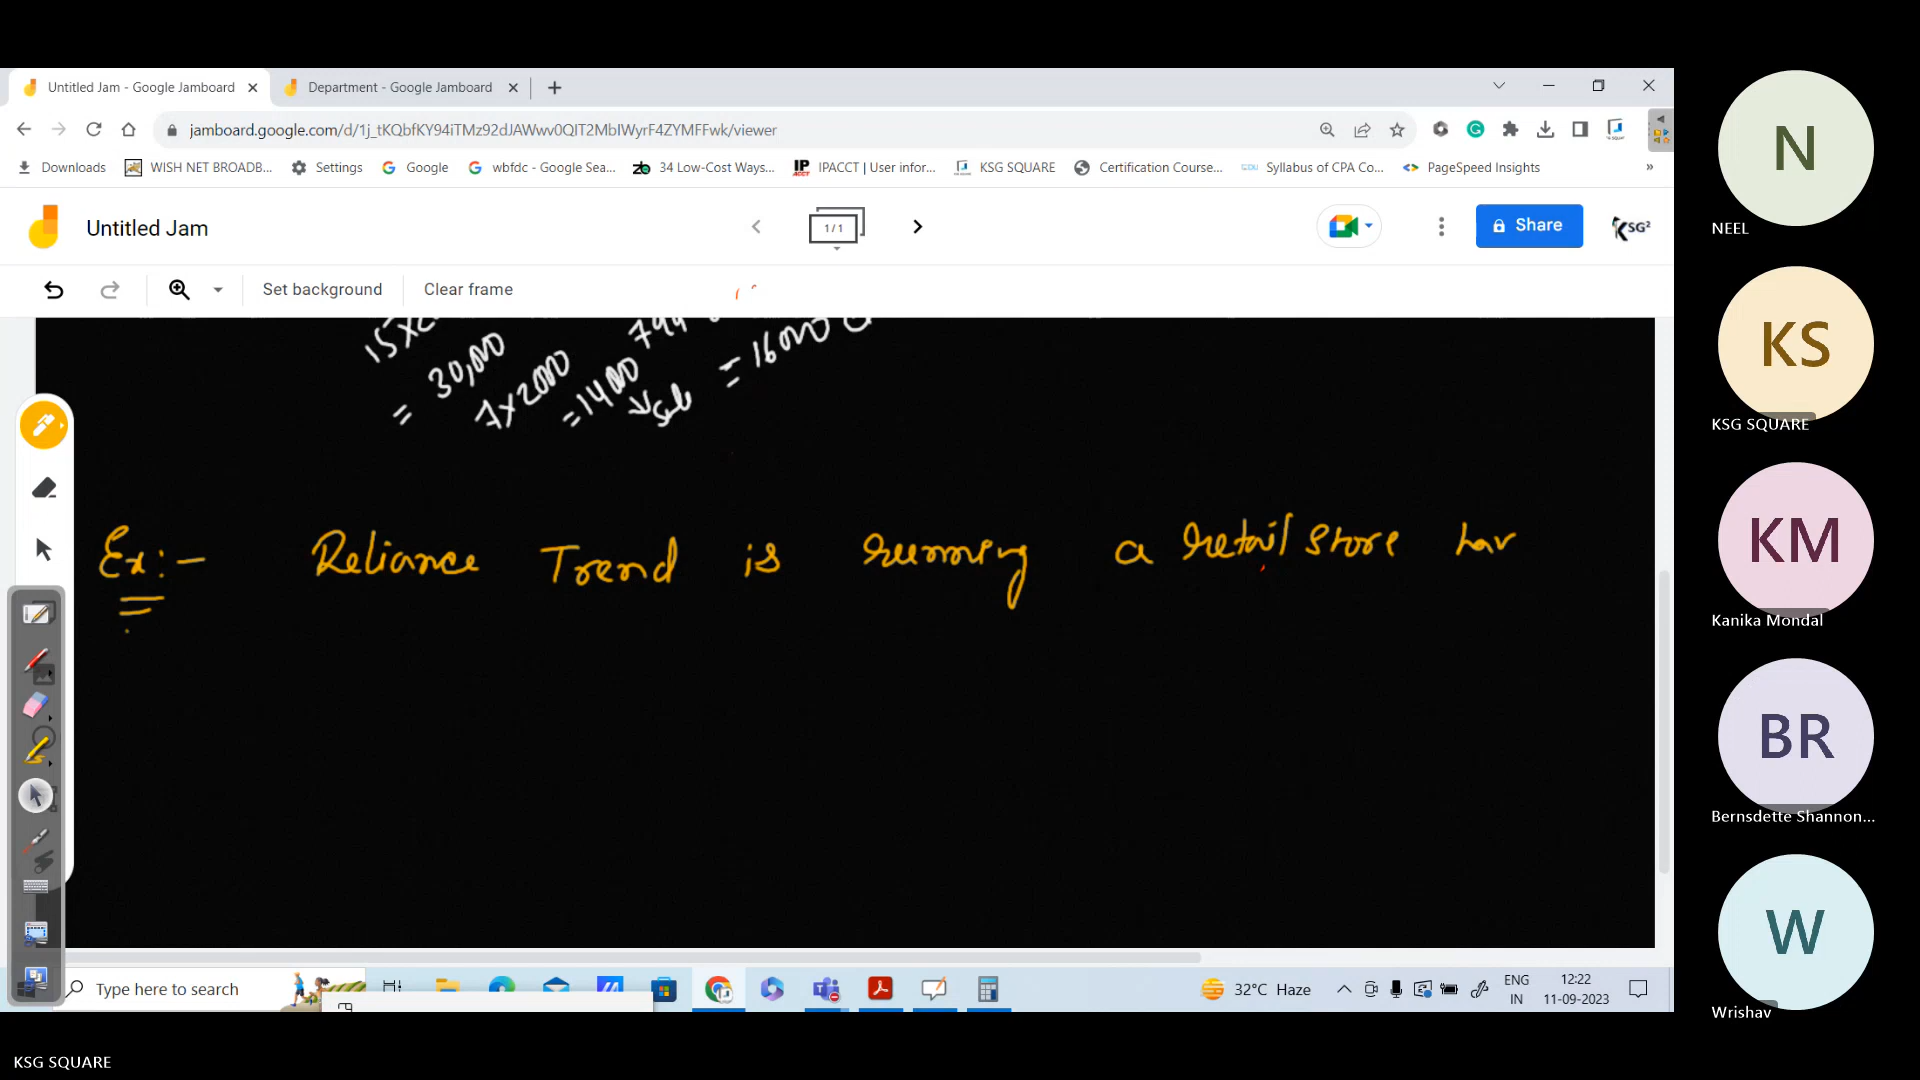 Untitled Jam - Google Jamboard
Department - Google Jamboard
jamboard.google.com/d/1j_tKQbfKY94iTMz92dJAWwv0QIT2MbIWyrF4ZYMFFwk/viewer
Downloads WISH NET BROADB... Settings Google wbfdc - Google Sea... 34 Low-Cost Ways... IPACCT | User infor... KSG SQUARE Certification Course... Syllabus of CPA Co... PageSpeed Insights »
Untitled Jam
1 / 1
Share
KSG²
Set background Clear frame
= 30,000
7 x 2000
= 1400
= 16000
Ex:- Reliance Trend is running a retail store hav
Type here to search
32°C Haze
ENG
IN
12:22
11-09-2023
N
NEEL
KS
KSG SQUARE
KM
Kanika Mondal
BR
Bernsdette Shannon...
W
Wrishav
KSG SQUARE